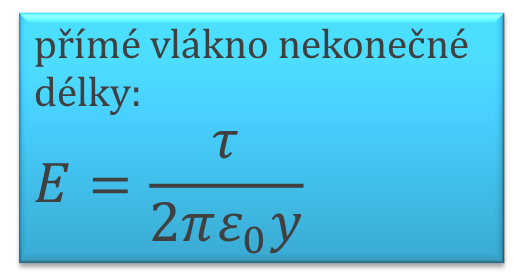 přímé vlákno nekonečné
délky:
E = τ / 2πε₀y